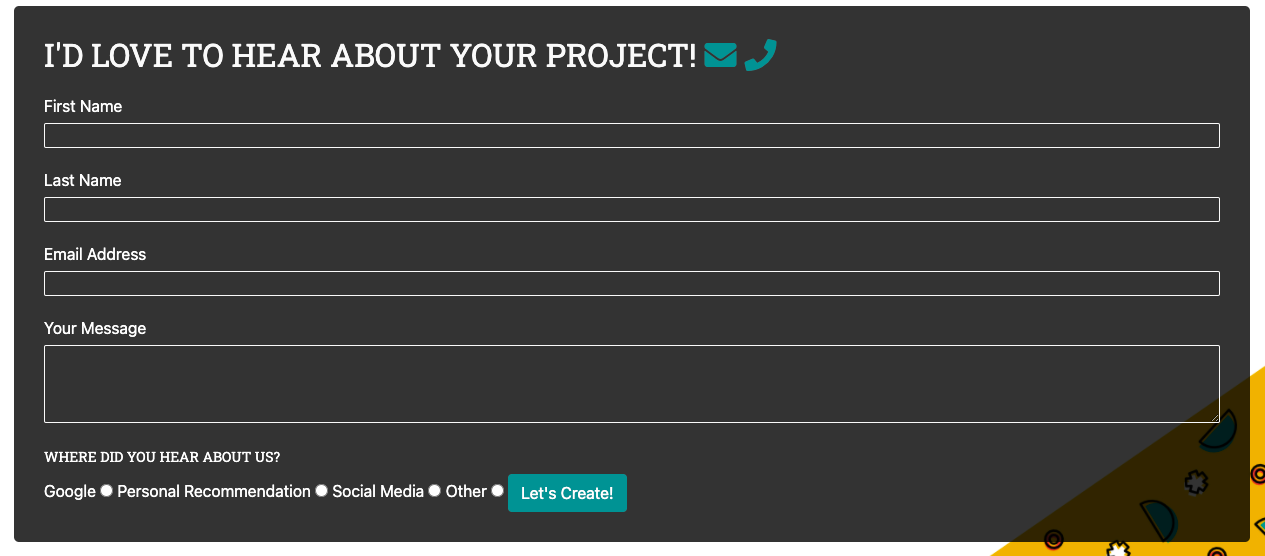 I'D LOVE TO HEAR ABOUT YOUR PROJECT!
First Name
Last Name
Email Address
Your Message
WHERE DID YOU HEAR ABOUT US?
Google Personal Recommendation Social Media Other Let's Create!